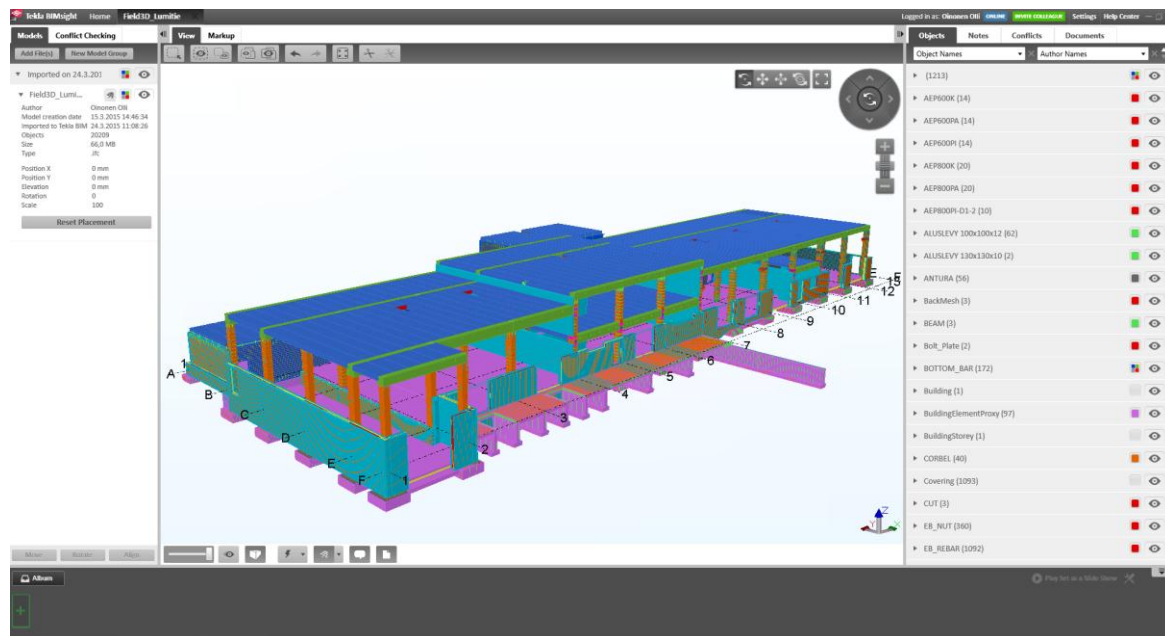 Tekla BIMsight Home Field3D_Lumitie
Logged in as: Oinonen Olli ONLINE WHITE COLLEAGUE Settings Help Center
Models Conflict Checking
View Markup
Objects Notes Conflicts Documents
Add File(s) New Model Group
Object Names Author Names
Imported on 24.3.201
Field3D_Lumi...
Author Oinonen Olli
Model creation date 15.3.2015 14:46:34
Imported to Tekla BIM 24.3.2015 11:08:26
Objects 20209
Size 66,0 MB
Type .ifc
Position X 0 mm
Position Y 0 mm
Elevation 0 mm
Rotation 0
Scale 100
Reset Placement
(1213)
AEP600K (14)
AEP600PA (14)
AEP600PI (14)
AEP800K (20)
AEP800PA (20)
AEP800PI-D1-2 (10)
ALUSLEVY 100x100x12 (62)
ALUSLEVY 130x130x10 (2)
ANTURA (56)
BackMesh (3)
BEAM (3)
Bolt_Plate (2)
BOTTOM_BAR (172)
Building (1)
BuildingElementProxy (97)
BuildingStorey (1)
CORBEL (40)
Covering (1093)
CUT (3)
EB_NUT (360)
EB_REBAR (1092)
A
1
B
C
D
E
F
1
2
3
4
5
6
7
8
9
10
11
12
13
E
F
Z
Y
X
Move Rotate Align
Album
Play Set as a Slide Show